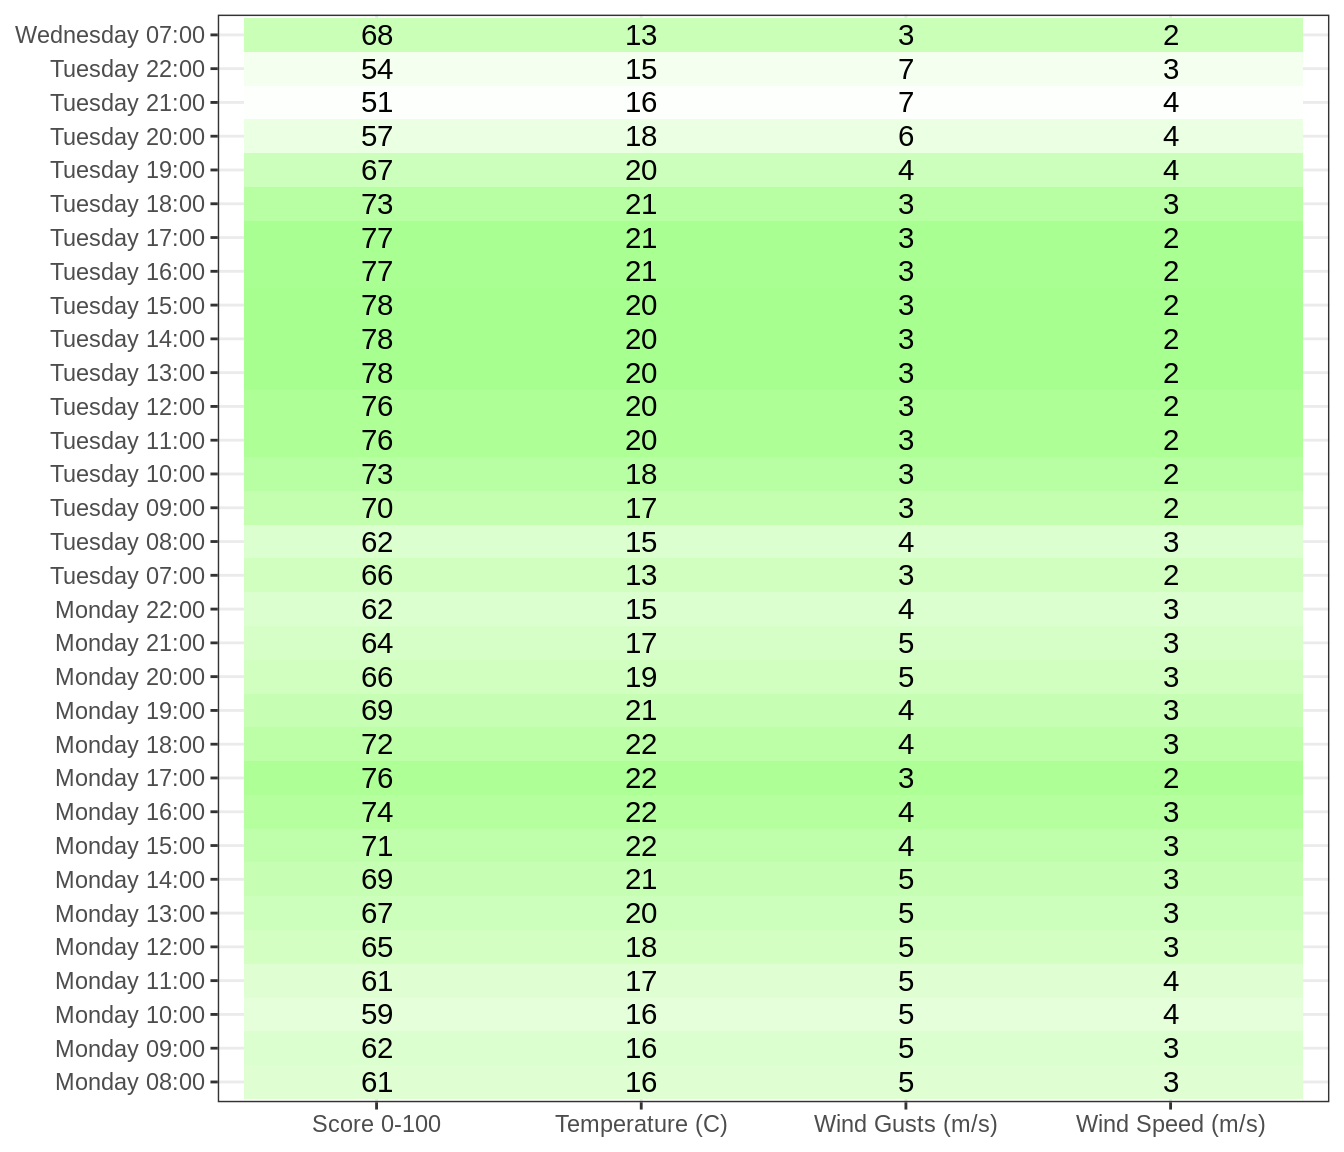 Wednesday 07:00 68 13 3 2
Tuesday 22:00 54 15 7 3
Tuesday 21:00 51 16 7 4
Tuesday 20:00 57 18 6 4
Tuesday 19:00 67 20 4 4
Tuesday 18:00 73 21 3 3
Tuesday 17:00 77 21 3 2
Tuesday 16:00 77 21 3 2
Tuesday 15:00 78 20 3 2
Tuesday 14:00 78 20 3 2
Tuesday 13:00 78 20 3 2
Tuesday 12:00 76 20 3 2
Tuesday 11:00 76 20 3 2
Tuesday 10:00 73 18 3 2
Tuesday 09:00 70 17 3 2
Tuesday 08:00 62 15 4 3
Tuesday 07:00 66 13 3 2
Monday 22:00 62 15 4 3
Monday 21:00 64 17 5 3
Monday 20:00 66 19 5 3
Monday 19:00 69 21 4 3
Monday 18:00 72 22 4 3
Monday 17:00 76 22 3 2
Monday 16:00 74 22 4 3
Monday 15:00 71 22 4 3
Monday 14:00 69 21 5 3
Monday 13:00 67 20 5 3
Monday 12:00 65 18 5 3
Monday 11:00 61 17 5 4
Monday 10:00 59 16 5 4
Monday 09:00 62 16 5 3
Monday 08:00 61 16 5 3
Score 0-100 Temperature (C) Wind Gusts (m/s) Wind Speed (m/s)